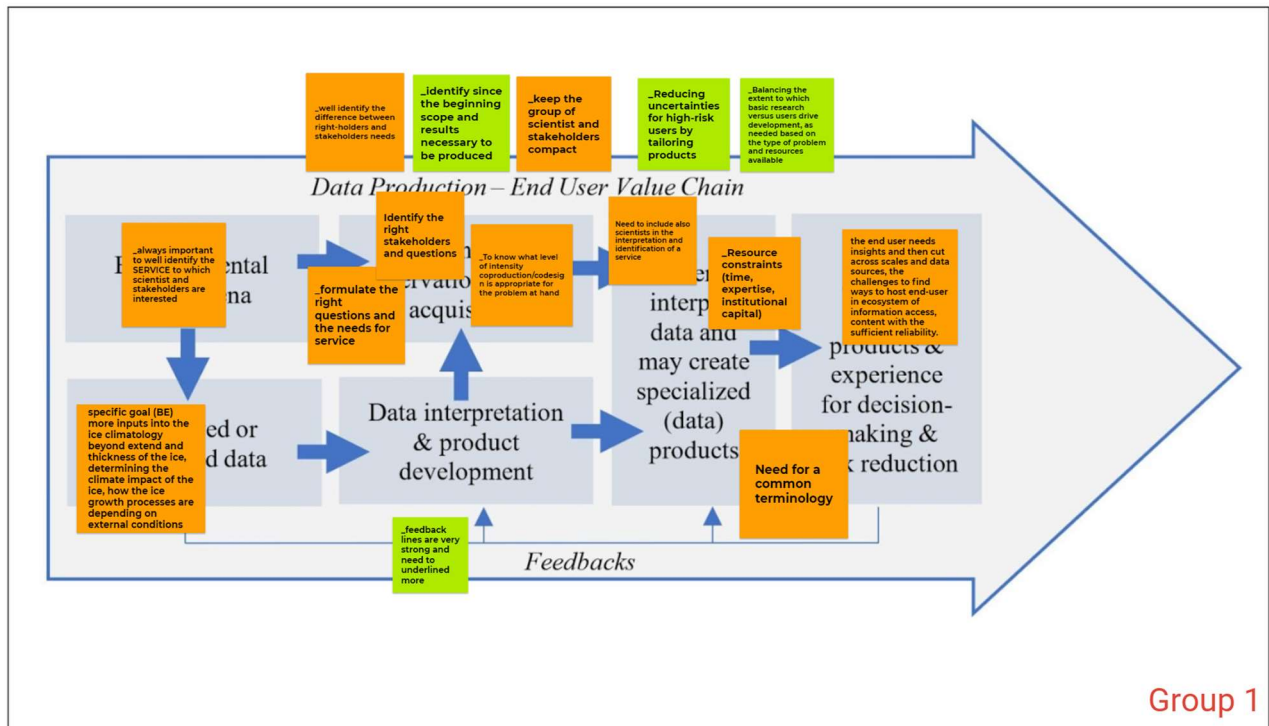 _well identify the
difference between
right-holders and
stakeholders needs
_identify since
the beginning
scope and
results
necessary to
be produced
_keep the
group of
scientist and
stakeholders
compact
_Reducing
uncertainties
for high-risk
users by
tailoring
products
_Balancing the
extent to which
basic research
versus users drive
development, as
needed based on
the type of problem
and resources
available
Data Production – End User Value Chain
_always important
to well identify the
SERVICE to which
scientist and
stakeholders are
interested
Identify the
right
stakeholders
and questions
_formulate the
right
questions and
the needs for
service
_To know what level
of intensity
coproduction/codesig
n is appropriate for
the problem at hand
Need to include also
scientists in the
interpretation and
identification of a
service
_Resource
constraints
(time,
expertise,
institutional
capital)
the end user needs
insights and then cut
across scales and data
sources, the
challenges to find
ways to host end-user
in ecosystem of
information access,
content with the
sufficient reliability.
data and
may create
specialized
(data)
products
products &
experience
for decision-
&
reduction
specific goal (BE)
more inputs into the
ice climatology
beyond extend and
thickness of the ice,
determining the
climate impact of the
ice, how the ice
growth processes are
depending on
external conditions
or
data
Data interpretation
& product
development
Need for a
common
terminology
_feedback
lines are very
strong and
need to
underlined
more
Feedbacks
Group 1